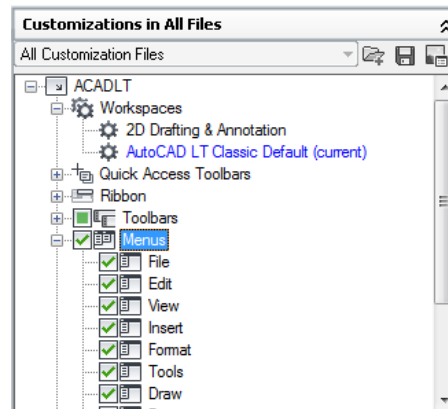 Customizations in All Files
All Customization Files
ACADLT
Workspaces
2D Drafting & Annotation
AutoCAD LT Classic Default (current)
Quick Access Toolbars
Ribbon
Toolbars
Menus
File
Edit
View
Insert
Format
Tools
Draw